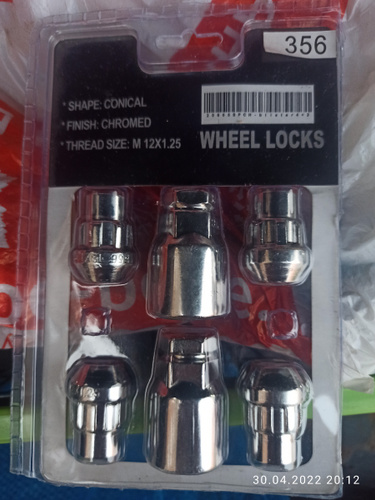 356
* SHAPE: CONICAL
* FINISH: CHROMED
* THREAD SIZE: M 12X1.25
WHEEL LOCKS
30.04.2022 20:12